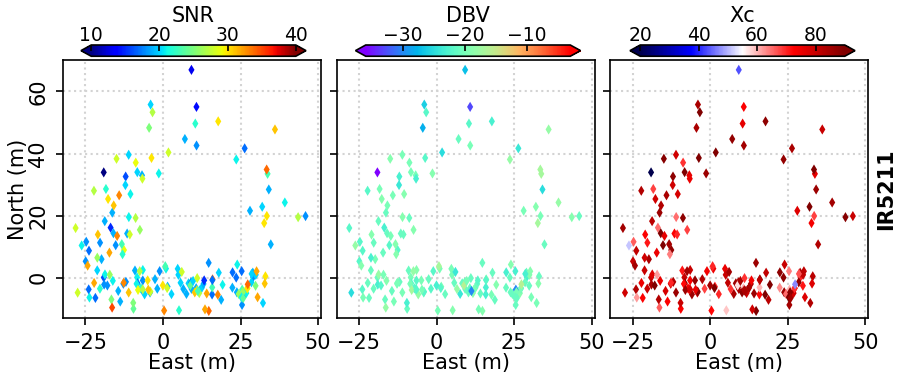 SNR DBV Xc
10 20 30 40 −30 −20 −10 20 40 60 80
60
40
20
0
North (m)
IR5211
−25 0 25 50 −25 0 25 50 −25 0 25 50
East (m) East (m) East (m)